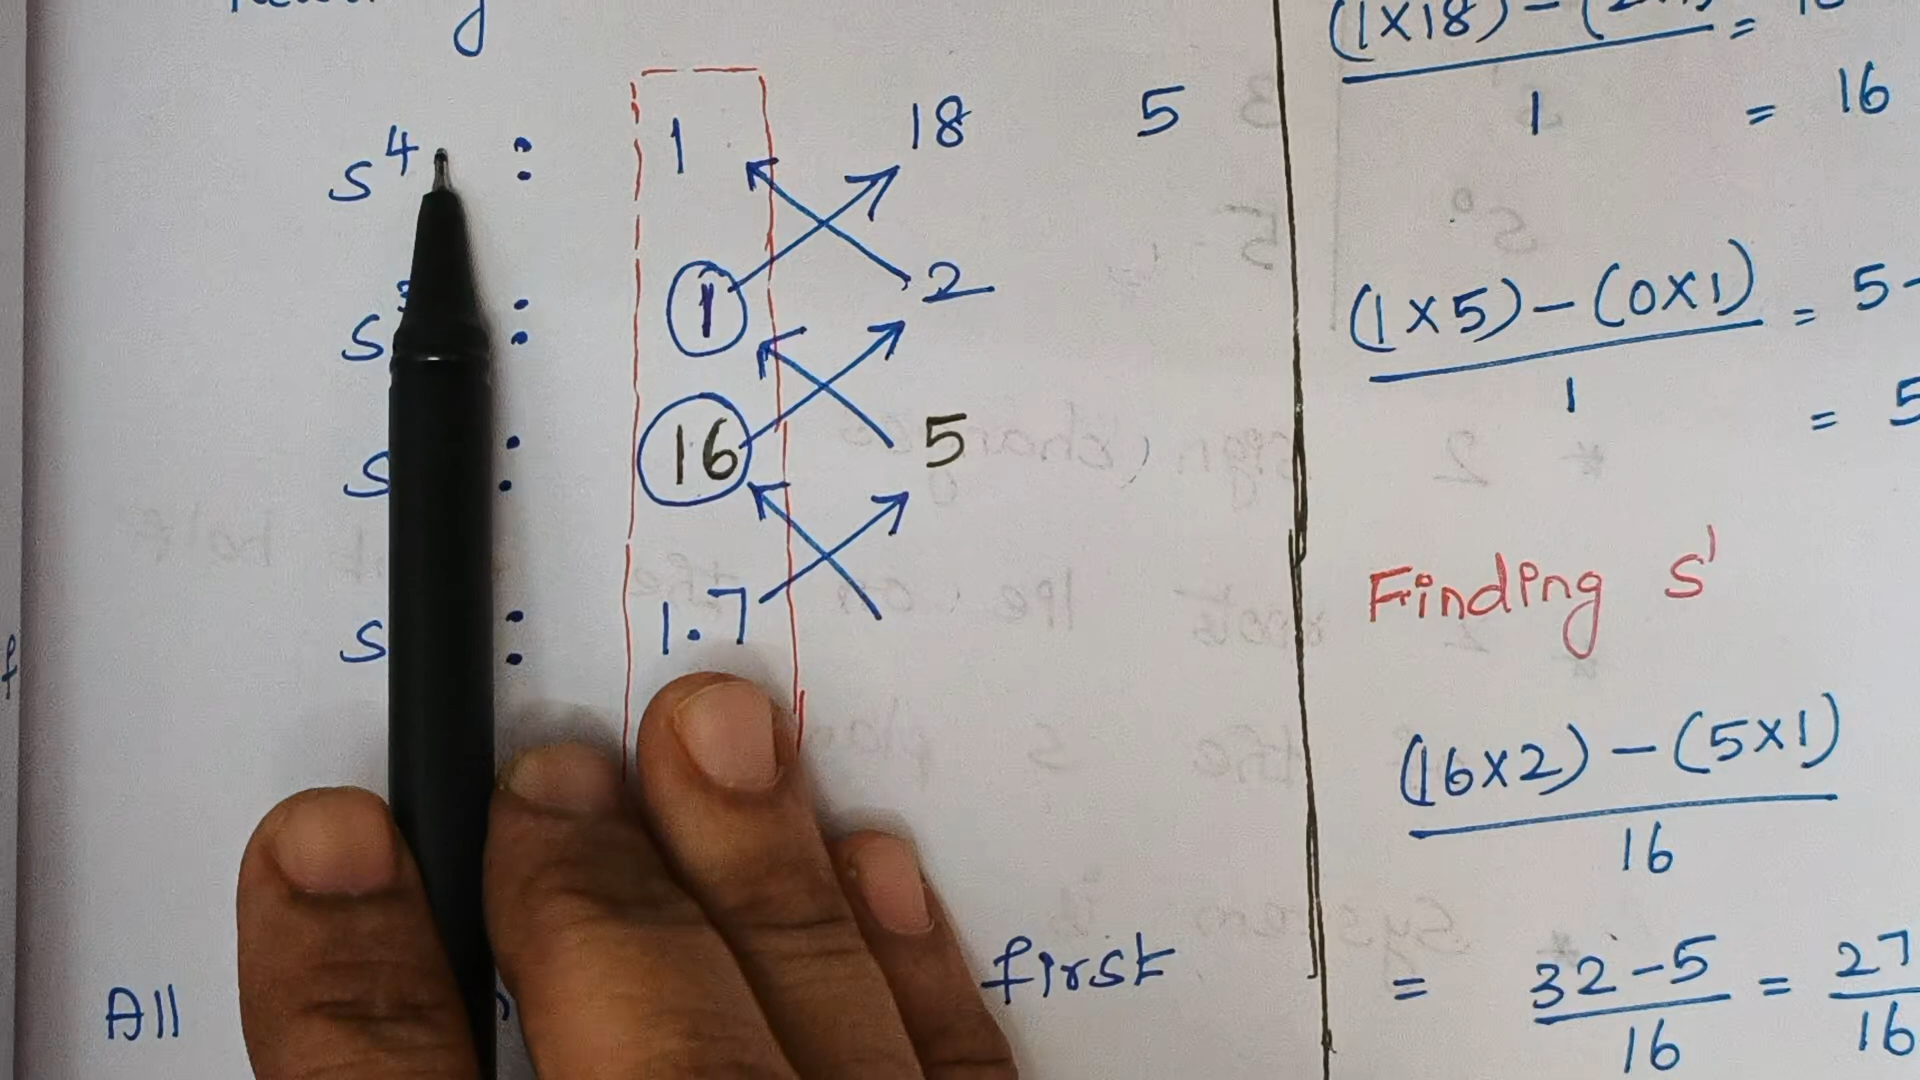 s⁴ : 1 18 5
s³ : 1 2
s : 16 5
s : 1.7
All first
(1×18) – = 
1
= 16
(1×5) – (0×1) = 5 –
1
= 5
Finding s¹
(16×2) – (5×1)
16
= 32 – 5 = 27
16 16